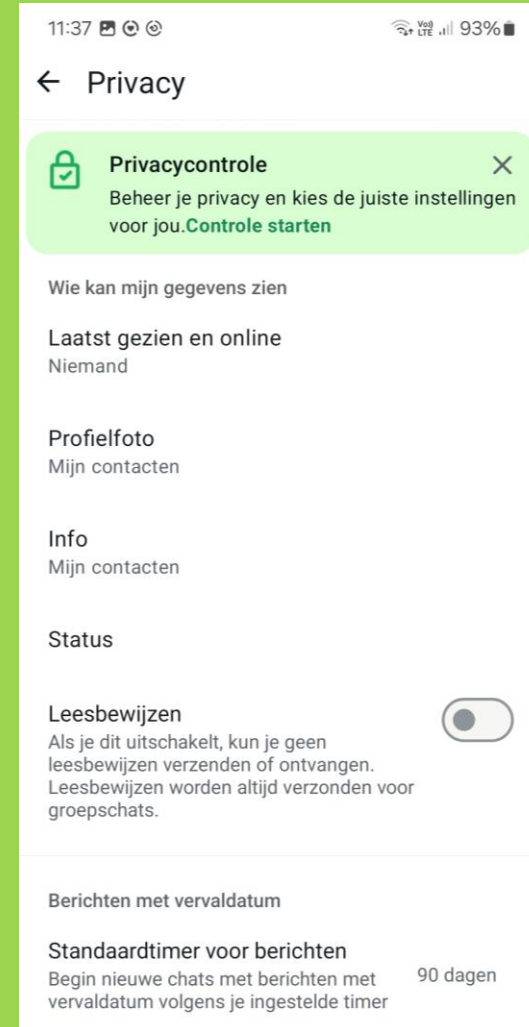 11:37 93%
Vo))
LTE
Privacy
Privacycontrole
Beheer je privacy en kies de juiste instellingen
voor jou.Controle starten
Wie kan mijn gegevens zien
Laatst gezien en online
Niemand
Profielfoto
Mijn contacten
Info
Mijn contacten
Status
Leesbewijzen
Als je dit uitschakelt, kun je geen
leesbewijzen verzenden of ontvangen.
Leesbewijzen worden altijd verzonden voor
groepschats.
Berichten met vervaldatum
Standaardtimer voor berichten
Begin nieuwe chats met berichten met 90 dagen
vervaldatum volgens je ingestelde timer